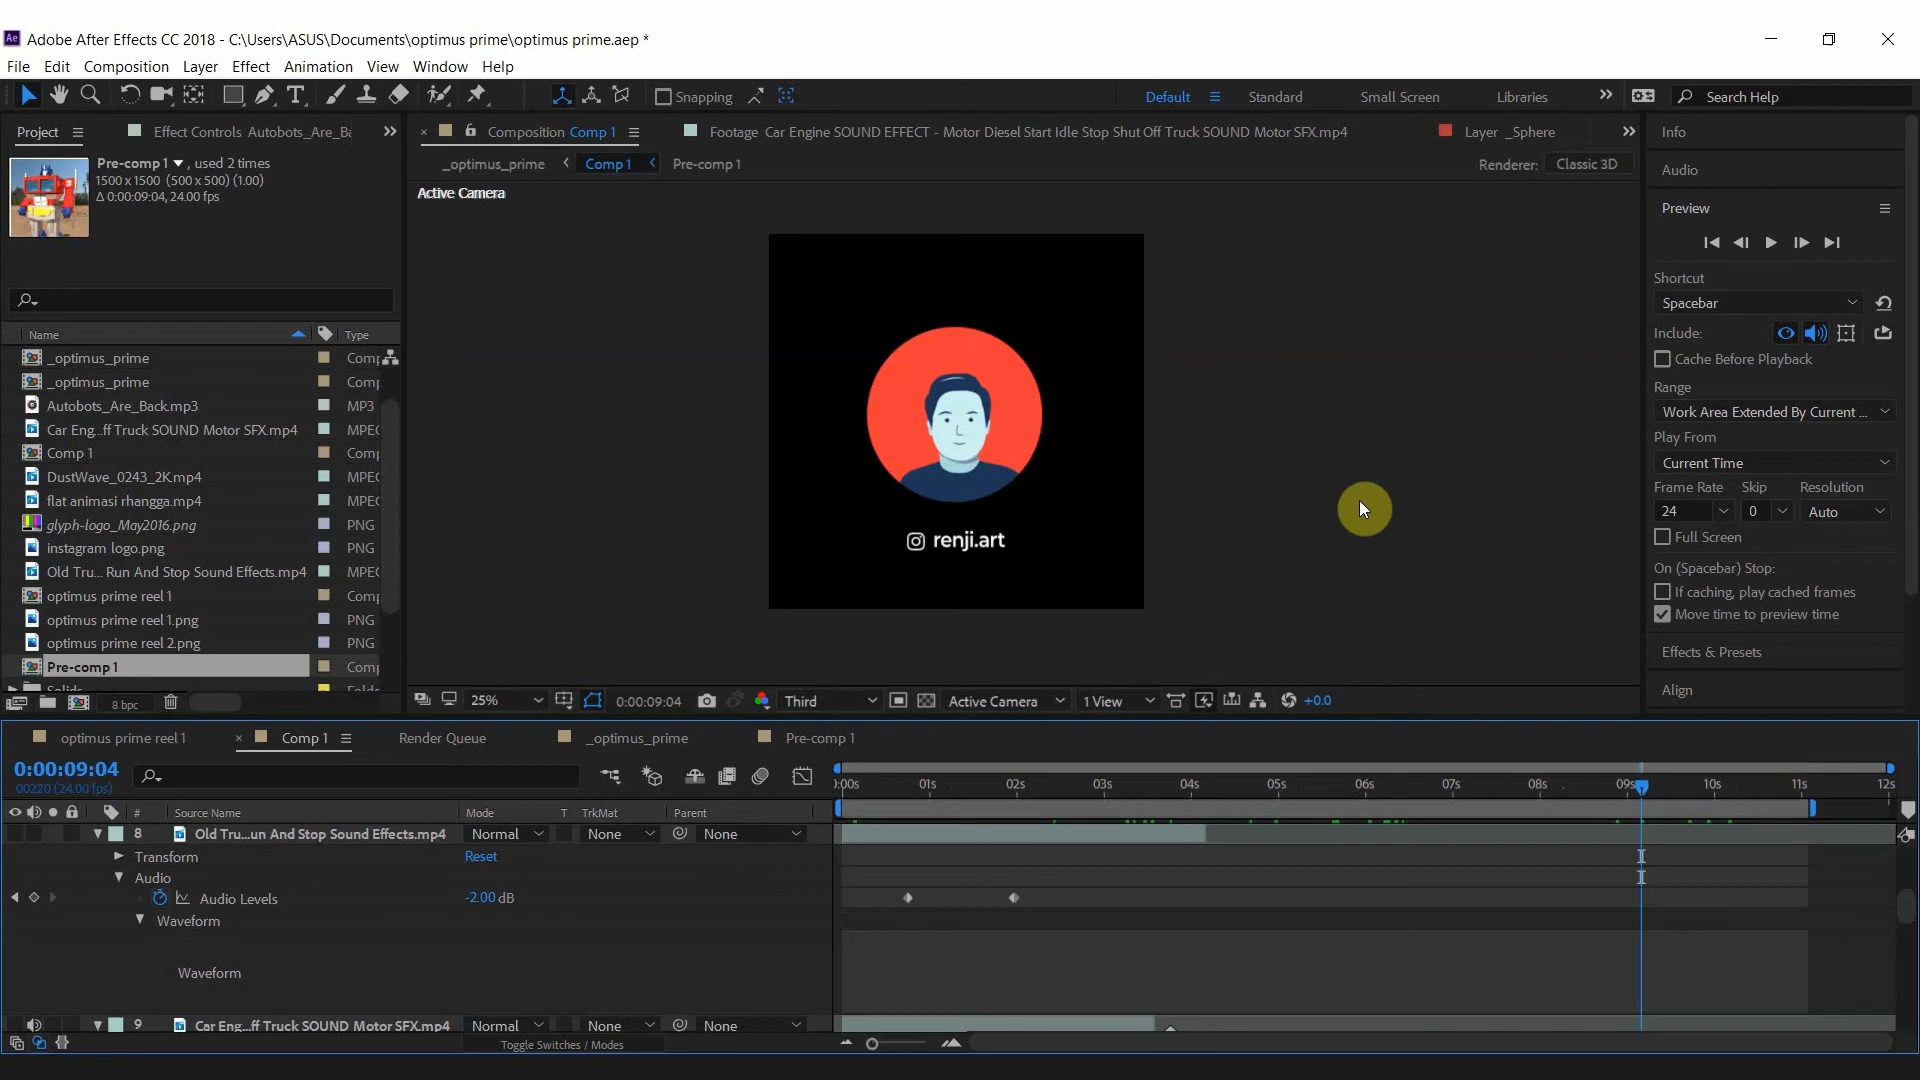 Adobe After Effects CC 2018 - C:\Users\ASUS\Documents\optimus prime\optimus prime.aep *
File Edit Composition Layer Effect Animation View Window Help
Snapping
Default Standard Small Screen Libraries Search Help
Project Effect Controls Autobots_Are_Ba
Composition Comp 1 Footage Car Engine SOUND EFFECT - Motor Diesel Start Idle Stop Shut Off Truck SOUND Motor SFX.mp4 Layer _Sphere
_optimus_prime Comp 1 Pre-comp 1 Renderer: Classic 3D
Active Camera
Pre-comp 1 , used 2 times
1500 x 1500 (500 x 500) (1.00)
Δ 0:00:09:04, 24.00 fps
Name Type
_optimus_prime Comp
_optimus_prime Comp
Autobots_Are_Back.mp3 MP3
Car Eng...ff Truck SOUND Motor SFX.mp4 MPEG
Comp 1 Comp
DustWave_0243_2K.mp4 MPEG
flat animasi rhangga.mp4 MPEG
glyph-logo_May2016.png PNG
instagram logo.png PNG
Old Tru... Run And Stop Sound Effects.mp4 MPEG
optimus prime reel 1 Comp
optimus prime reel 1.png PNG
optimus prime reel 2.png PNG
Pre-comp 1 Comp
Solids Folde
8 bpc
renji.art
25% 0:00:09:04 Third Active Camera 1 View +0.0
Info
Audio
Preview
Shortcut
Spacebar
Include:
Cache Before Playback
Range
Work Area Extended By Current ...
Play From
Current Time
Frame Rate Skip Resolution
24 0 Auto
Full Screen
On (Spacebar) Stop:
If caching, play cached frames
Move time to preview time
Effects & Presets
Align
optimus prime reel 1 Comp 1 Render Queue _optimus_prime Pre-comp 1
0:00:09:04
00220 (24.00 fps)
:00s 01s 02s 03s 04s 05s 06s 07s 08s 09s 10s 11s 12s
# Source Name Mode T TrkMat Parent
8 Old Tru...un And Stop Sound Effects.mp4 Normal None None
Transform Reset
Audio
Audio Levels -2.00 dB
Waveform
Waveform
9 Car Eng...ff Truck SOUND Motor SFX.mp4 Normal None None
Toggle Switches / Modes